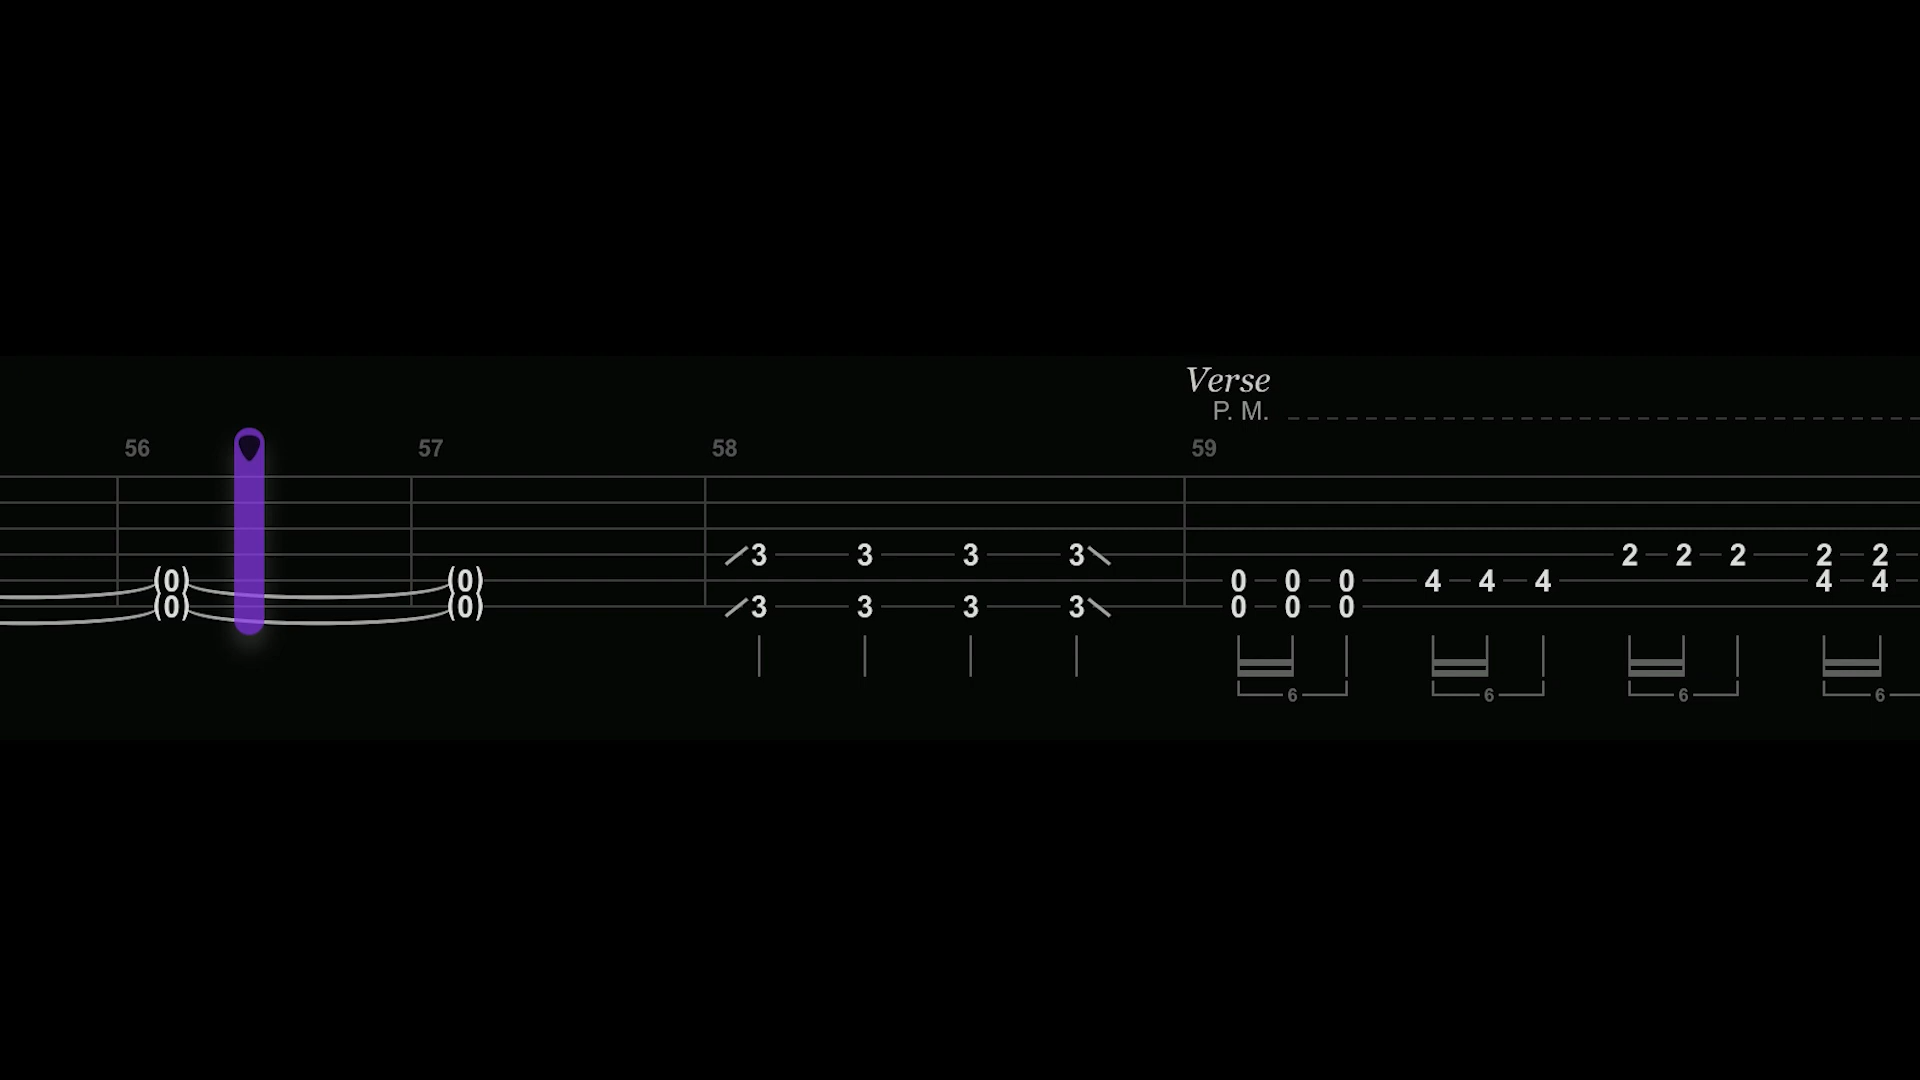 Verse
P. M.
56 57 58 59
3 3 3 3 2 2 2 2 2
(0) (0) 0 0 0 4 4 4 4 4
(0) (0) 3 3 3 3 0 0 0
6 6 6 6